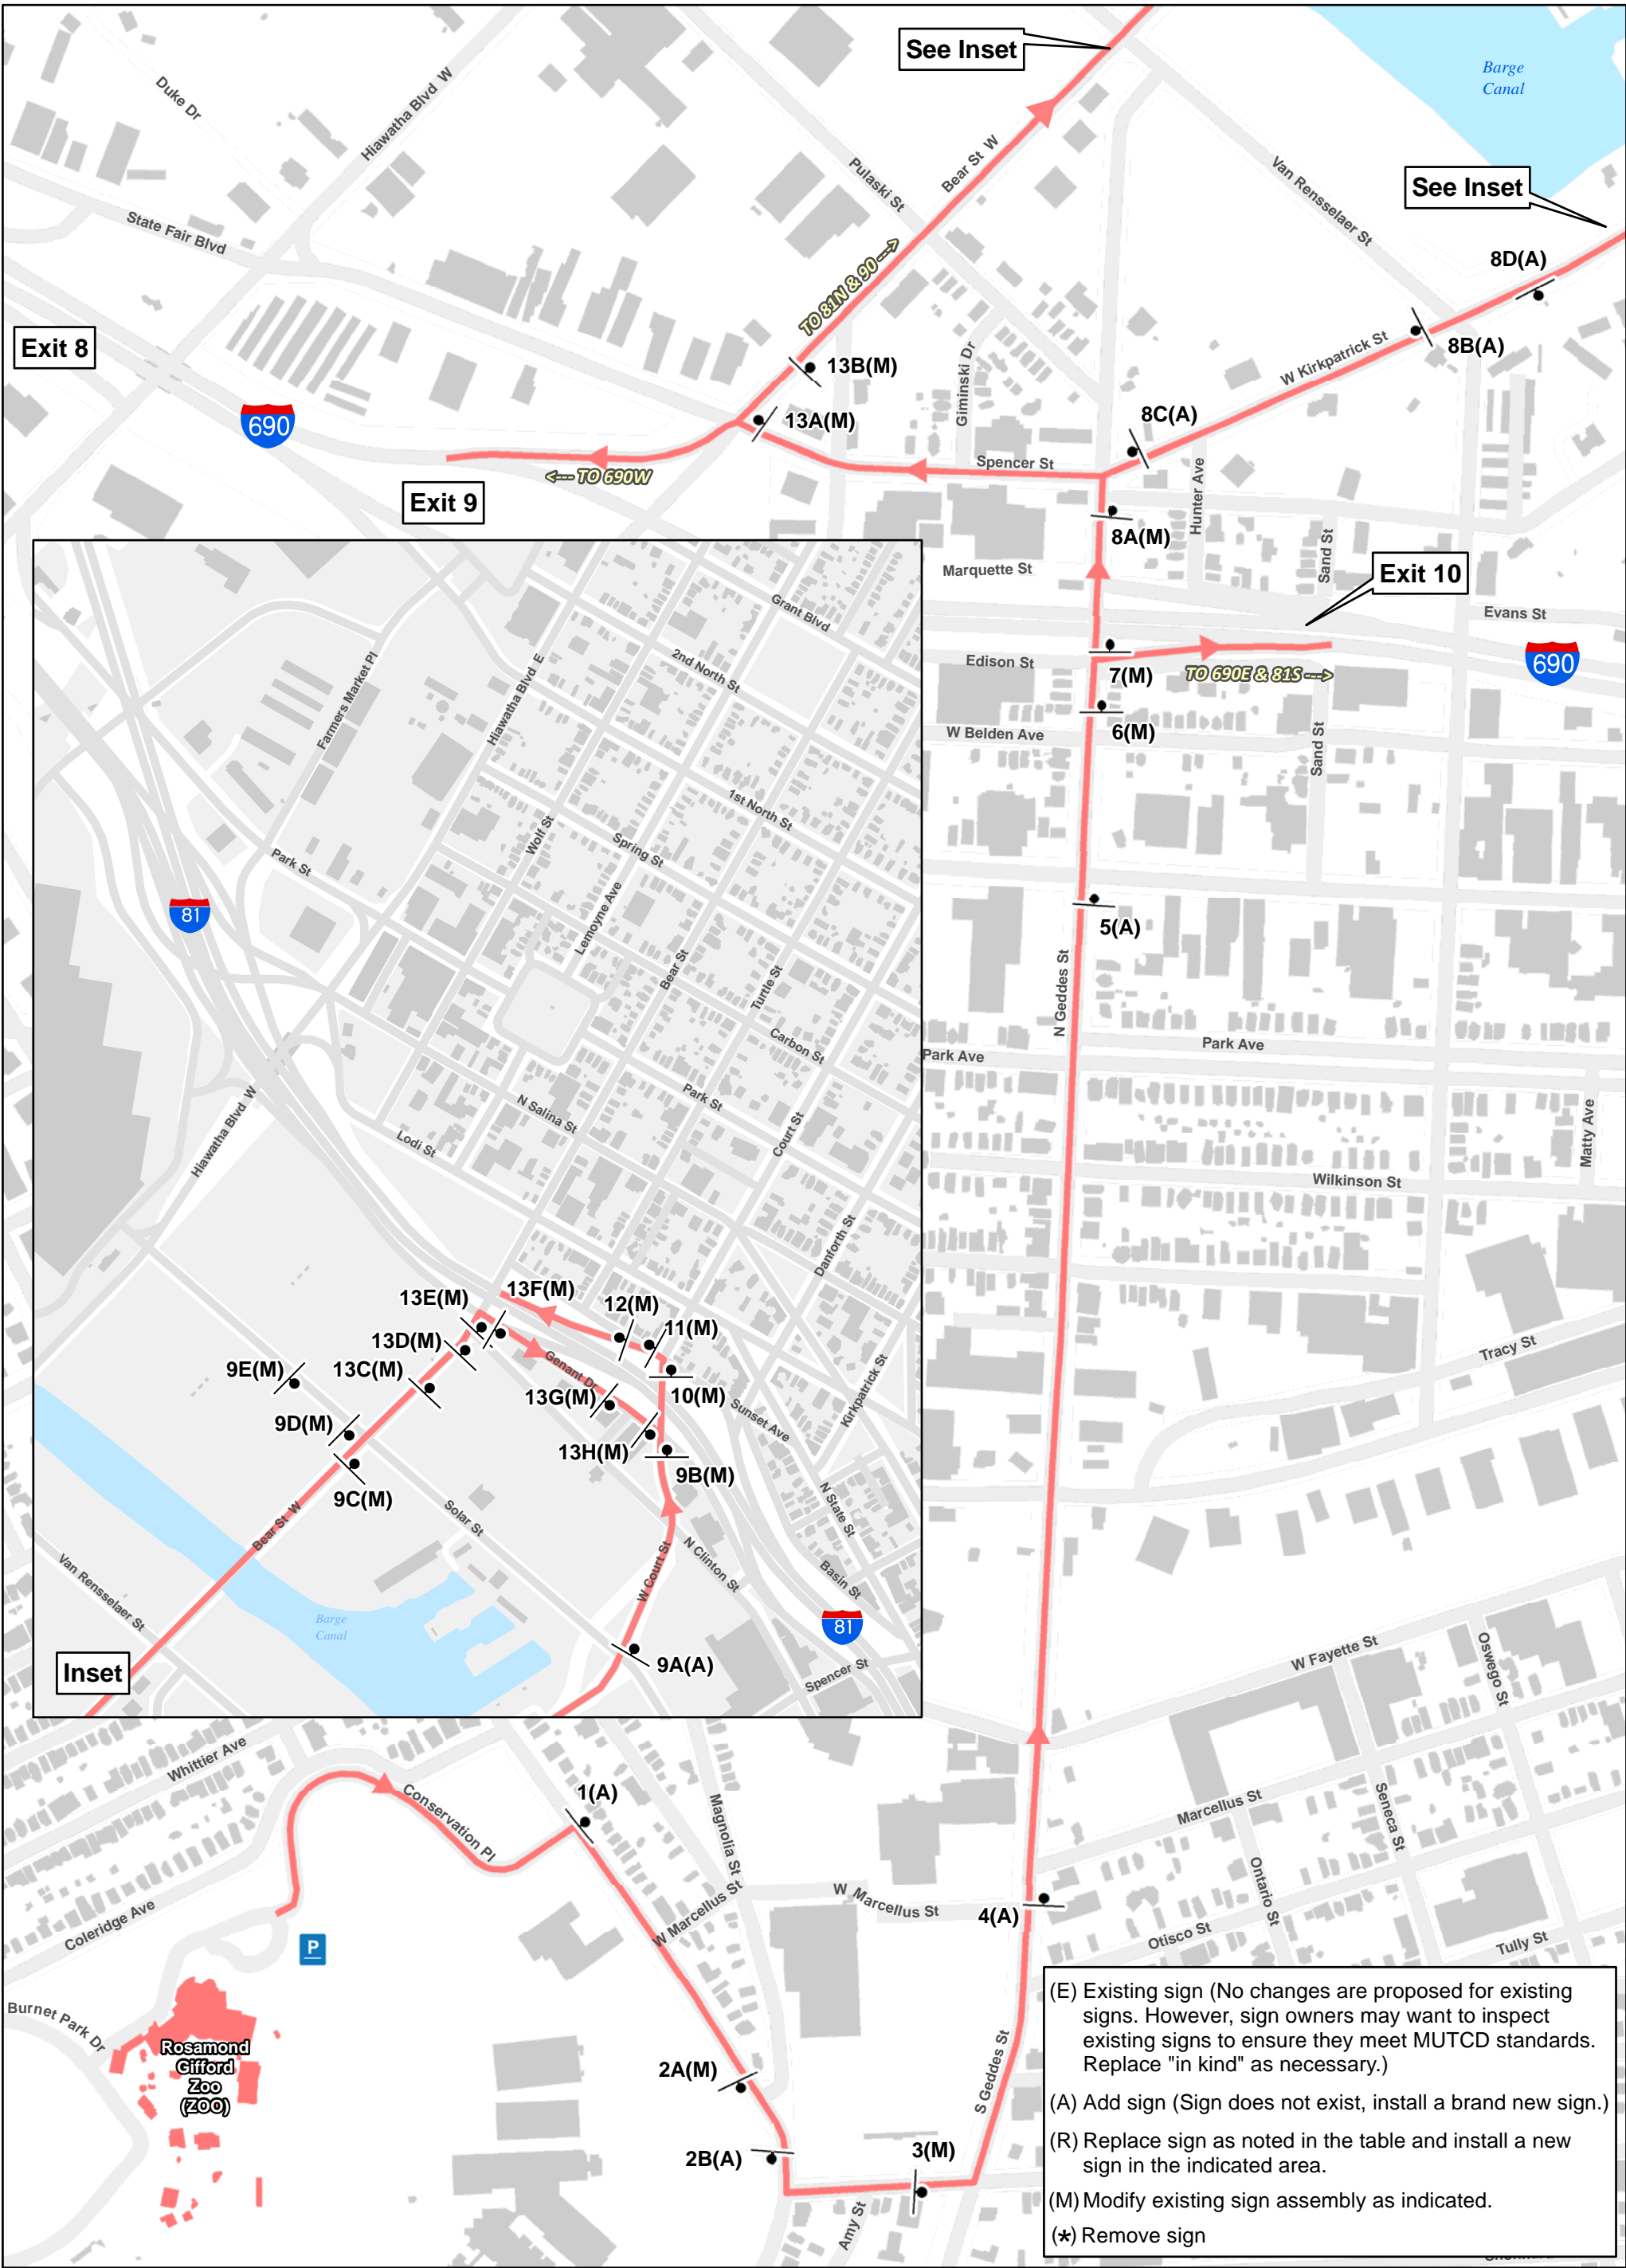 See Inset
Barge
Canal
Duke Dr
Hiawatha Blvd W
Pulaski St
Bear St W
Van Rensselaer St
See Inset
State Fair Blvd
TO 81N & 90 --->
8D(A)
Exit 8
13B(M)
Giminski Dr
W Kirkpatrick St
8B(A)
690
13A(M)
8C(A)
<--- TO 690W
Spencer St
Exit 9
Hunter Ave
8A(M)
Sand St
Marquette St
Exit 10
Evans St
Edison St
7(M)
TO 690E & 81S --->
690
6(M)
W Belden Ave
Sand St
5(A)
N Geddes St
Park Ave
Park Ave
Matty Ave
Wilkinson St
Tracy St
W Fayette St
Oswego St
Grant Blvd
2nd North St
Farmers Market Pl
Hiawatha Blvd E
1st North St
Wolf St
Spring St
Park St
Lemoyne Ave
81
Bear St
Turtle St
Carbon St
Park St
N Salina St
Court St
Hiawatha Blvd W
Lodi St
Danforth St
13F(M)
13E(M)
12(M)
11(M)
13D(M)
9E(M)
13C(M)
Genant Dr
13G(M)
10(M)
Kirkpatrick St
Sunset Ave
9D(M)
13H(M)
9B(M)
9C(M)
Solar St
N State St
Bear St W
N Clinton St
Van Rensselaer St
W Court St
Basin St
Barge
Canal
81
Inset
9A(A)
Spencer St
Whittier Ave
Conservation Pl
1(A)
Magnolia St
Marcellus St
Seneca St
W Marcellus St
W Marcellus St
4(A)
Ontario St
Otisco St
Tully St
Coleridge Ave
P
Burnet Park Dr
Rosamond
Gifford
Zoo
(ZOO)
2A(M)
S Geddes St
2B(A)
3(M)
Amy St
(E) Existing sign (No changes are proposed for existing
signs. However, sign owners may want to inspect
existing signs to ensure they meet MUTCD standards.
Replace "in kind" as necessary.)
(A) Add sign (Sign does not exist, install a brand new sign.)
(R) Replace sign as noted in the table and install a new
sign in the indicated area.
(M) Modify existing sign assembly as indicated.
(*) Remove sign